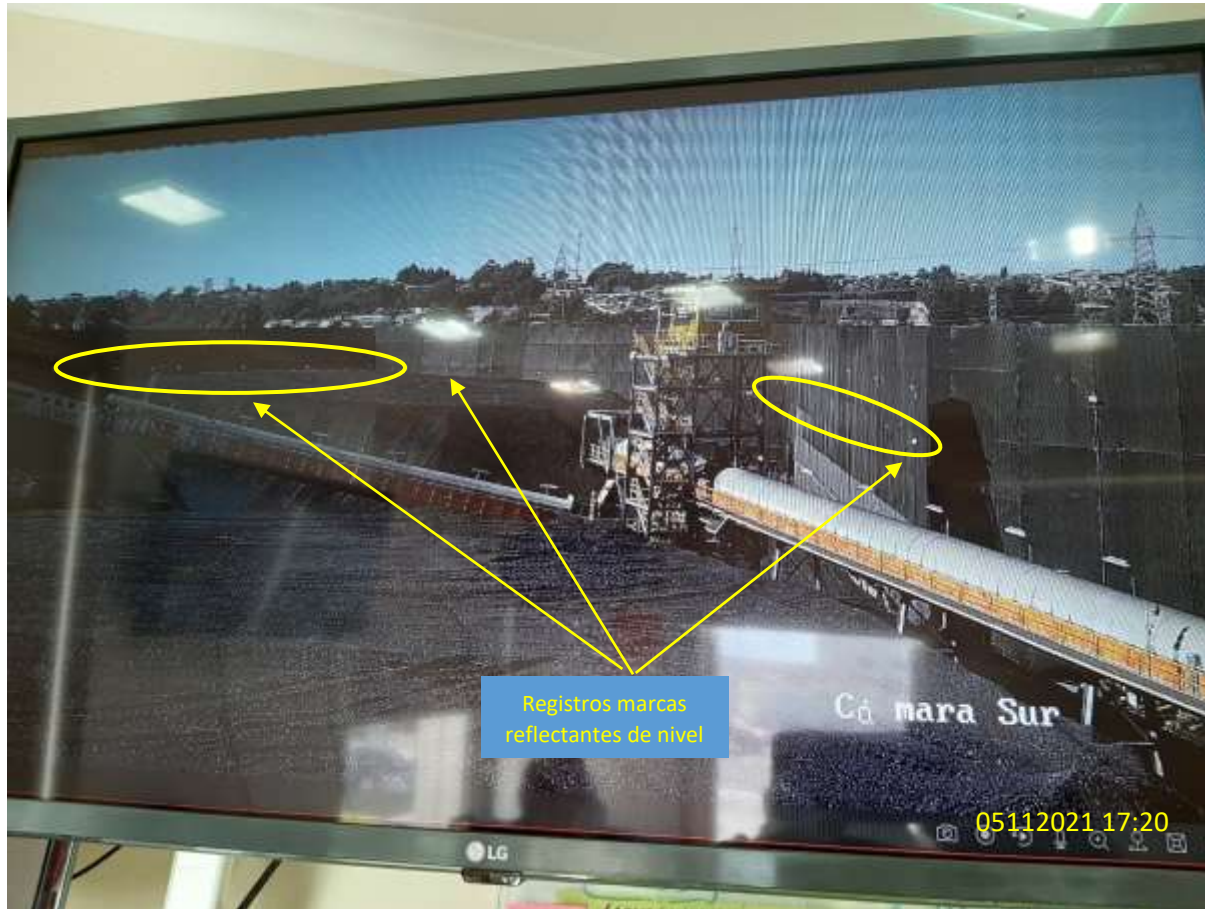 Registros marcas
reflectantes de nivel
Cá mara Sur
05112021 17:20
LG